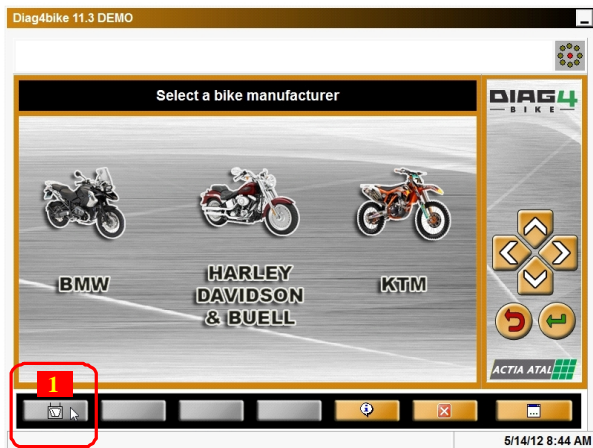 Diag4bike 11.3 DEMO
Select a bike manufacturer
DIAG4
BIKE
BMW
HARLEY
DAVIDSON
& BUELL
KTM
ACTIA ATAL
1
5/14/12 8:44 AM